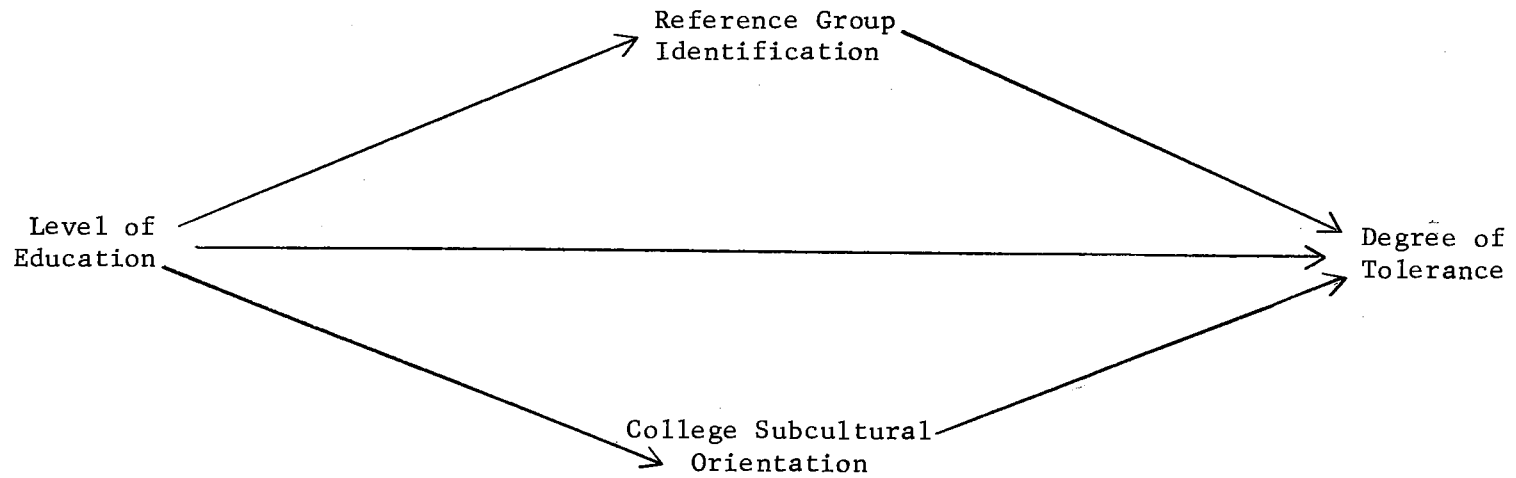 Reference Group
Identification
Level of
Education
Degree of
Tolerance
College Subcultural
Orientation